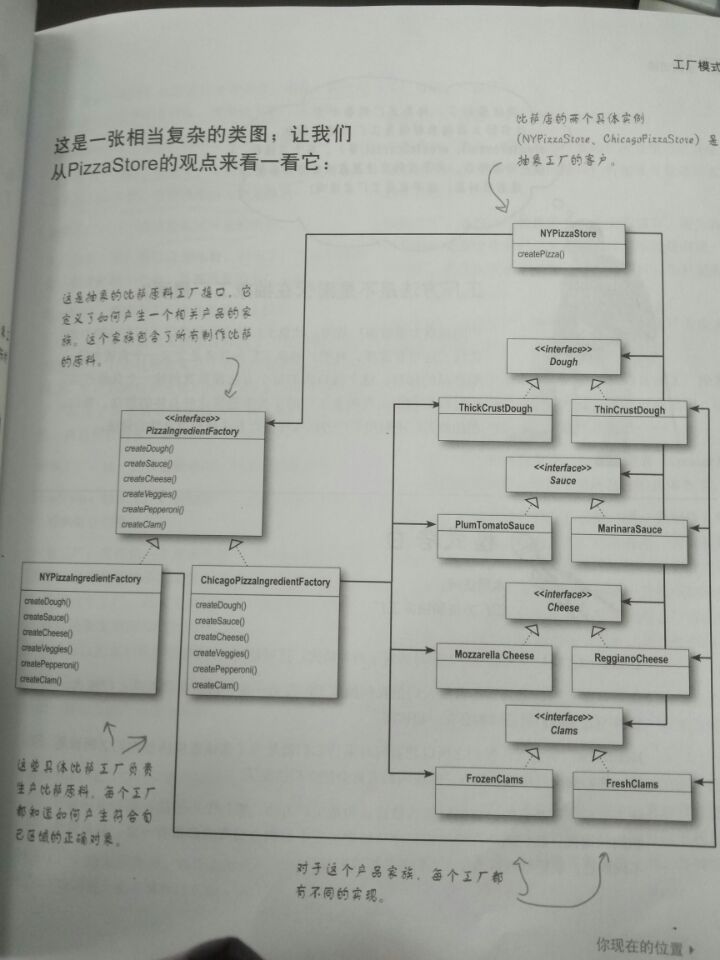 工厂模式
这是一张相当复杂的类图；让我们
从PizzaStore的观点来看一看它：
比萨店的两个具体实例
(NYPizzaStore、ChicagoPizzaStore) 是
抽象工厂的客户。
NYPizzaStore
createPizza()
这是抽象的比萨原料工厂接口，它
定义了如何产生一个相关产品的家
族。这个家族包含了所有制作比萨
的原料。
<<interface>>
Dough
ThickCrustDough
ThinCrustDough
<<interface>>
PizzaIngredientFactory
createDough()
createSauce()
createCheese()
createVeggies()
createPepperoni()
createClam()
<<interface>>
Sauce
PlumTomatoSauce
MarinaraSauce
NYPizzaIngredientFactory
createDough()
createSauce()
createCheese()
createVeggies()
createPepperoni()
createClam()
ChicagoPizzaIngredientFactory
createDough()
createSauce()
createCheese()
createVeggies()
createPepperoni()
createClam()
<<interface>>
Cheese
Mozzarella Cheese
ReggianoCheese
<<interface>>
Clams
FrozenClams
FreshClams
这些具体比萨工厂负责
生产比萨原料，每个工厂
都知道如何产生符合自
己区域的正确对象。
对于这个产品家族，每个工厂都
有不同的实现。
你现在的位置